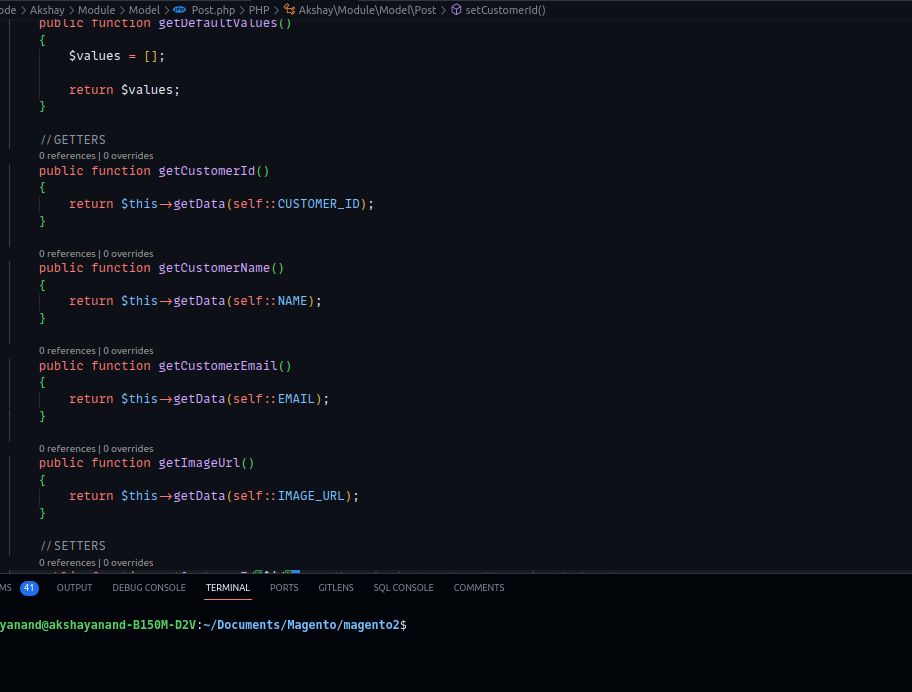 ode > Akshay > Module > Model > Post.php > PHP > Akshay\Module\Model\Post > setCustomerId()
public function getDefaultValues()
{
$values = [];
return $values;
}
//GETTERS
0 references | 0 overrides
public function getCustomerId()
{
return $this->getData(self::CUSTOMER_ID);
}
0 references | 0 overrides
public function getCustomerName()
{
return $this->getData(self::NAME);
}
0 references | 0 overrides
public function getCustomerEmail()
{
return $this->getData(self::EMAIL);
}
0 references | 0 overrides
public function getImageUrl()
{
return $this->getData(self::IMAGE_URL);
}
//SETTERS
0 references | 0 overrides
MS 41 OUTPUT DEBUG CONSOLE TERMINAL PORTS GITLENS SQL CONSOLE COMMENTS
yanand@akshayanand-B150M-D2V:~/Documents/Magento/magento2$